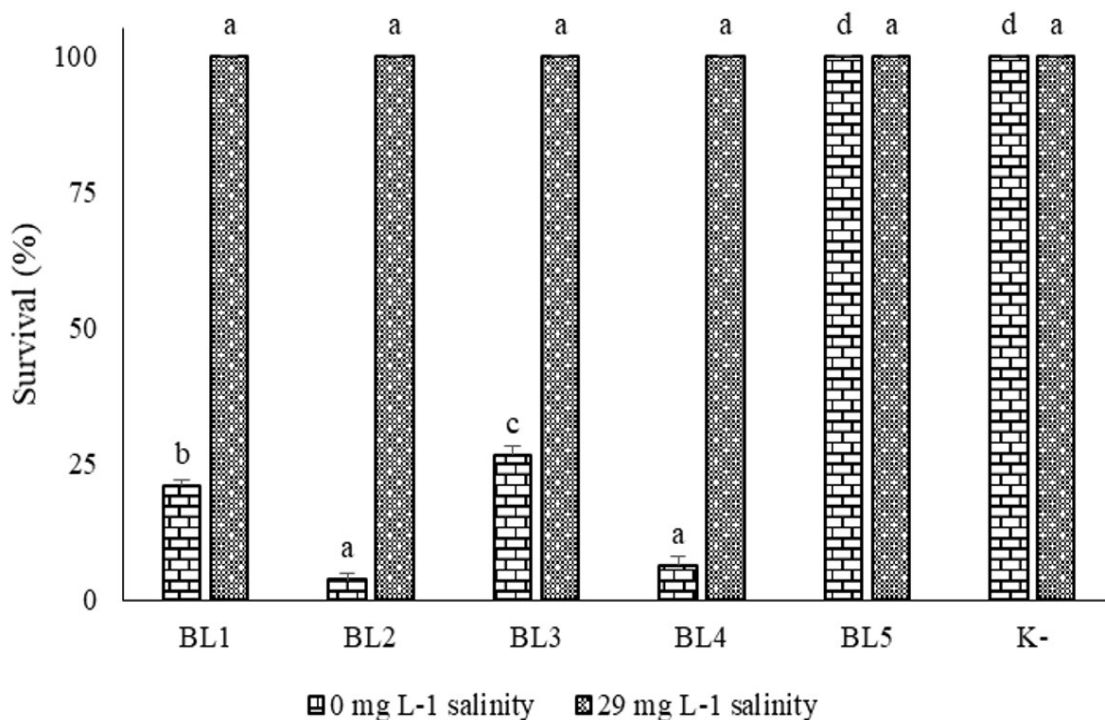 a a a a d a d a
100
75
50
25
0
Survival (%)
b
c
a
a
BL1 BL2 BL3 BL4 BL5 K-
0 mg L-1 salinity 29 mg L-1 salinity